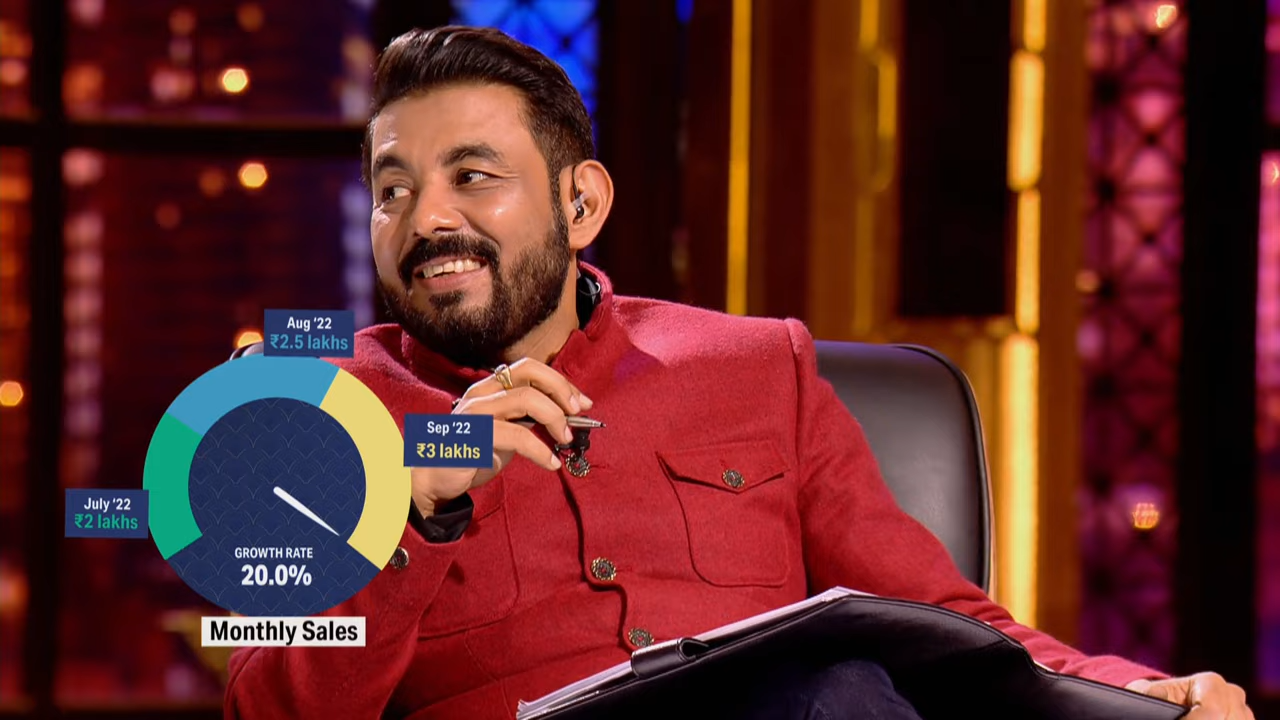 Aug '22
₹2.5 lakhs
Sep '22
₹3 lakhs
July '22
₹2 lakhs
GROWTH RATE
20.0%
Monthly Sales